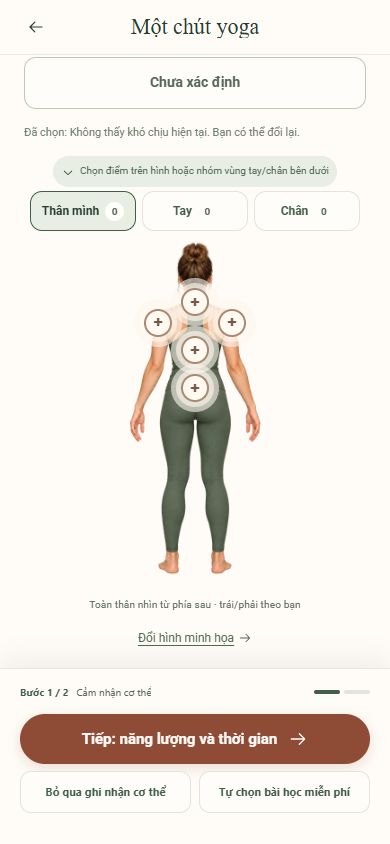 Một chút yoga
Chưa xác định
Đã chọn: Không thấy khó chịu hiện tại. Bạn có thể đổi lại.
Chọn điểm trên hình hoặc nhóm vùng tay/chân bên dưới
Thân mình 0
Tay 0
Chân 0
Toàn thân nhìn từ phía sau · trái/phải theo bạn
Đổi hình minh họa →
Bước 1 / 2 Cảm nhận cơ thể
Tiếp: năng lượng và thời gian →
Bỏ qua ghi nhận cơ thể
Tự chọn bài học miễn phí